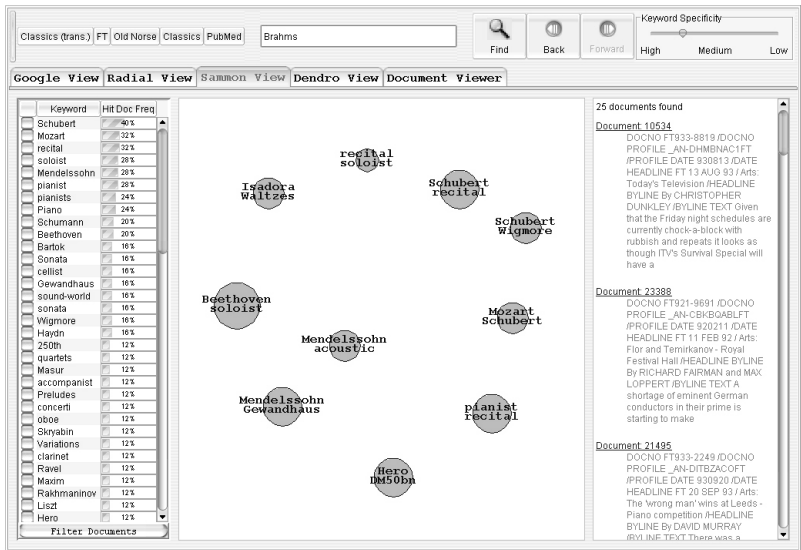 Classics (trans.) FT Old Norse Classics PubMed
Brahms
Find
Back
Forward
Keyword Specificity
High Medium Low
Google View Radial View Sammon View Dendro View Document Viewer
Keyword Hit Doc Freq
Schubert 40%
Mozart 32%
recital 32%
soloist 28%
Mendelssohn 28%
pianist 28%
pianists 24%
Piano 24%
Schumann 20%
Beethoven 20%
Bartok 16%
Sonata 16%
cellist 16%
Gewandhaus 16%
sound-world 16%
sonata 16%
Wigmore 16%
Haydn 16%
250th 12%
quartets 12%
Masur 12%
accompanist 12%
Preludes 12%
concerti 12%
oboe 12%
Skryabin 12%
Variations 12%
clarinet 12%
Ravel 12%
Maxim 12%
Rakhmaninov 12%
Liszt 12%
Hero 12%
Filter Documents
recital
soloist
Isadora
Waltzes
Schubert
recital
Schubert
Wigmore
Beethoven
soloist
Mozart
Schubert
Mendelssohn
acoustic
Mendelssohn
Gewandhaus
pianist
recital
Hero
DM50bn
25 documents found
Document: 10534
DOCNO FT933-8819 /DOCNO
PROFILE _AN-DHMBNAC1FT
/PROFILE DATE 930813 /DATE
HEADLINE FT 13 AUG 93 / Arts:
Today's Television /HEADLINE
BYLINE By CHRISTOPHER
DUNKLEY /BYLINE TEXT Given
that the Friday night schedules are
currently chock-a-block with
rubbish and repeats it looks as
though ITV's Survival Special will
have a
Document: 23388
DOCNO FT921-9691 /DOCNO
PROFILE _AN-CBKBQABLFT
/PROFILE DATE 920211 /DATE
HEADLINE FT 11 FEB 92 / Arts:
Flor and Temirkanov - Royal
Festival Hall /HEADLINE BYLINE
By RICHARD FAIRMAN and MAX
LOPPERT /BYLINE TEXT A
shortage of eminent German
conductors in their prime is
starting to make
Document: 21495
DOCNO FT933-2249 /DOCNO
PROFILE _AN-DITBZACOFT
/PROFILE DATE 930920 /DATE
HEADLINE FT 20 SEP 93 / Arts:
The 'wrong man' wins at Leeds -
Piano competition /HEADLINE
BYLINE By DAVID MURRAY
/BYLINE TEXT There was a